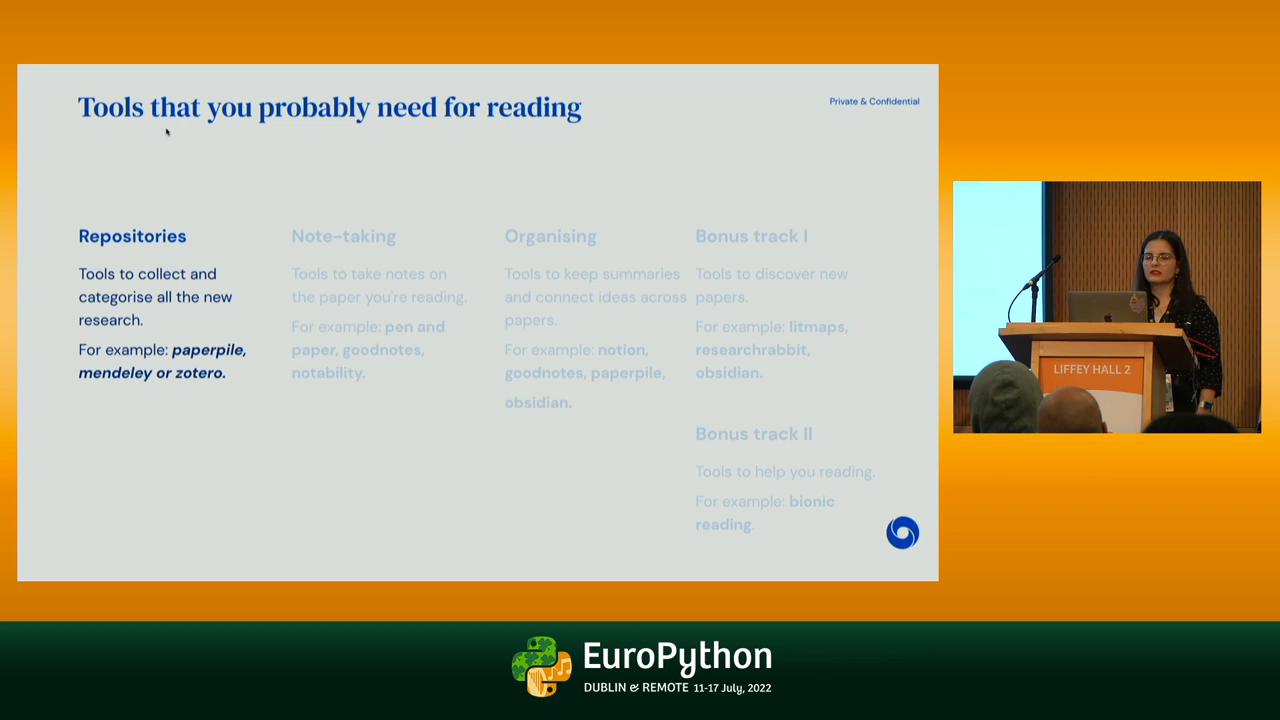 Tools that you probably need for reading
Private & Confidential
Repositories
Tools to collect and
categorise all the new
research.
For example: paperpile,
mendeley or zotero.
Note-taking
Tools to take notes on
the paper you're reading.
For example: pen and
paper, goodnotes,
notability.
Organising
Tools to keep summaries
and connect ideas across
papers.
For example: notion,
goodnotes, paperpile,
obsidian.
Bonus track I
Tools to discover new
papers.
For example: litmaps,
researchrabbit,
obsidian.
Bonus track II
Tools to help you reading.
For example: bionic
reading.
LIFFEY HALL 2
EuroPython
DUBLIN & REMOTE 11-17 July, 2022